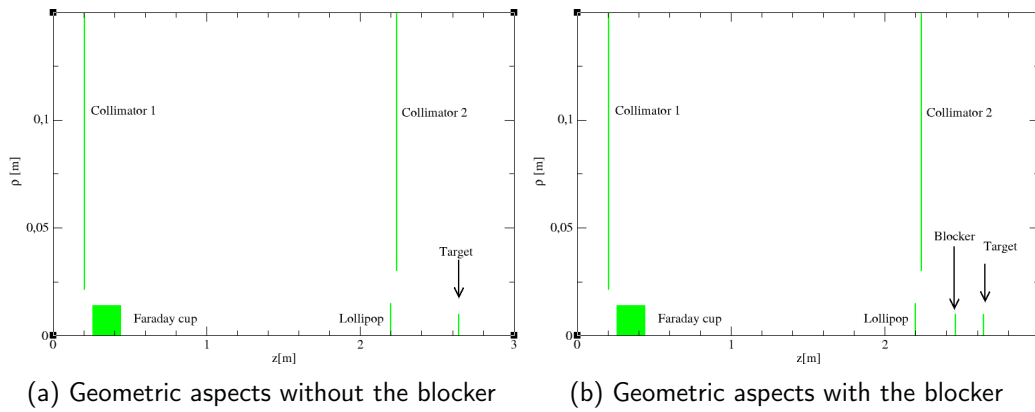 0,1
0,05
0
ρ [m]
Collimator 1
Collimator 2
Target
Faraday cup
Lollipop
0
1
2
3
z[m]
(a) Geometric aspects without the blocker
0,1
0,05
0
ρ [m]
Collimator 1
Collimator 2
Blocker
Target
Faraday cup
Lollipop
0
1
2
z[m]
(b) Geometric aspects with the blocker